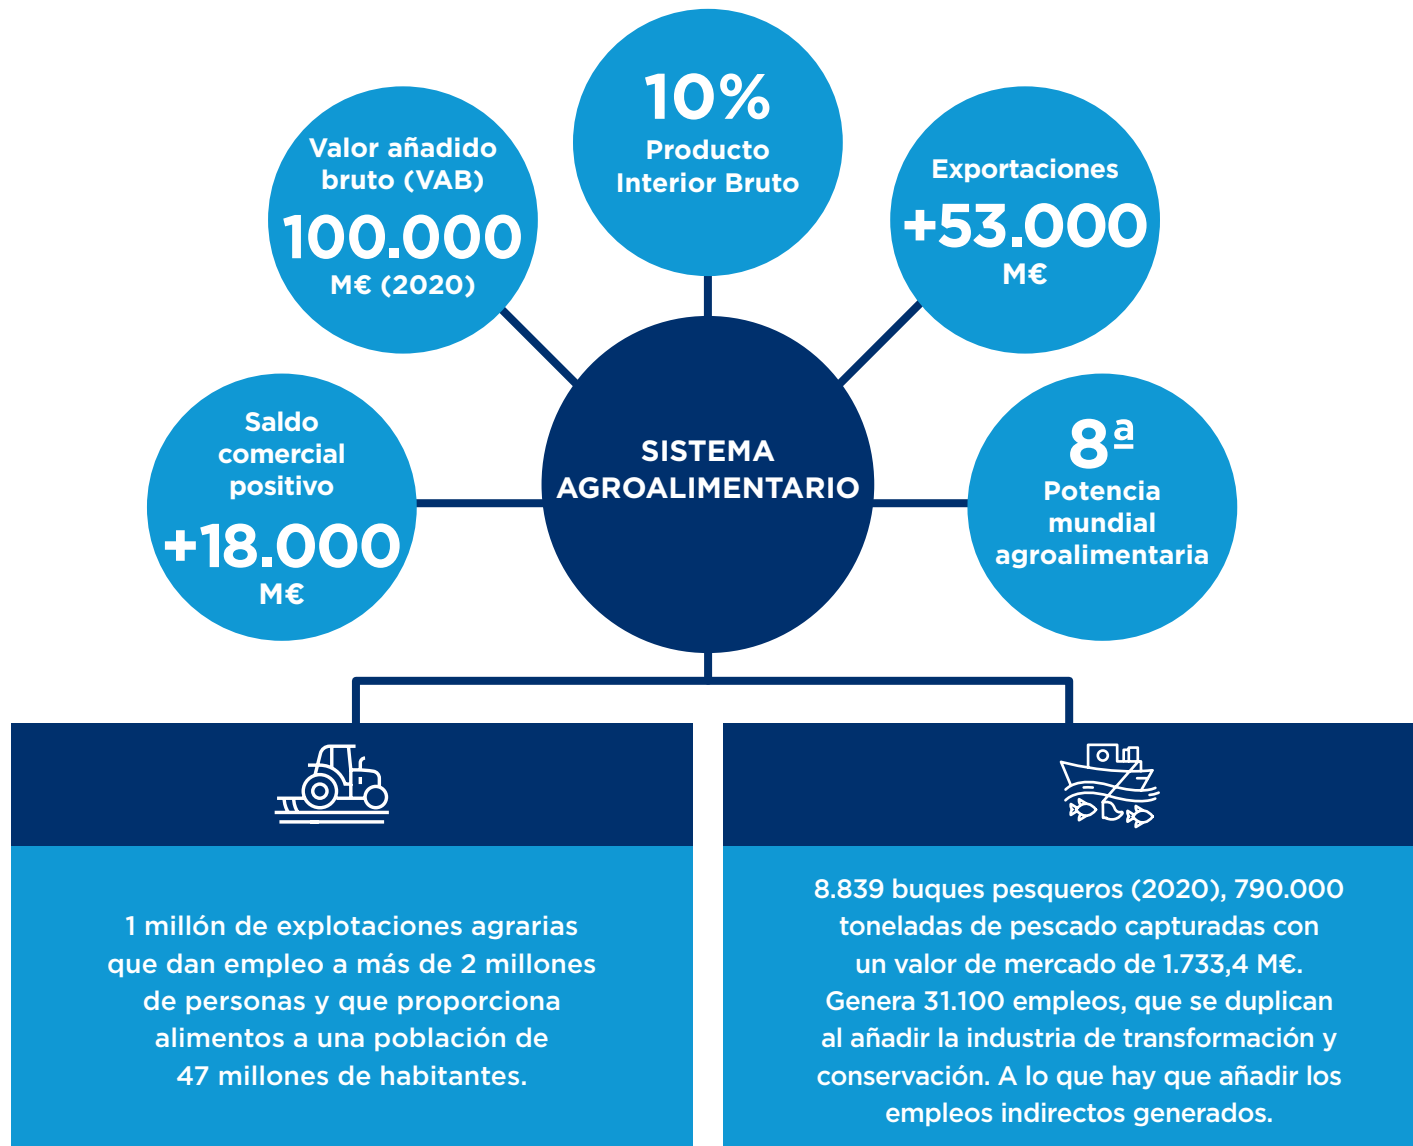 10%
Producto
Interior Bruto
Valor añadido
bruto (VAB)
100.000
M€ (2020)
Exportaciones
+53.000
M€
Saldo
comercial
positivo
+18.000
M€
SISTEMA
AGROALIMENTARIO
8ª
Potencia
mundial
agroalimentaria
1 millón de explotaciones agrarias
que dan empleo a más de 2 millones
de personas y que proporciona
alimentos a una población de
47 millones de habitantes.
8.839 buques pesqueros (2020), 790.000
toneladas de pescado capturadas con
un valor de mercado de 1.733,4 M€.
Genera 31.100 empleos, que se duplican
al añadir la industria de transformación y
conservación. A lo que hay que añadir los
empleos indirectos generados.